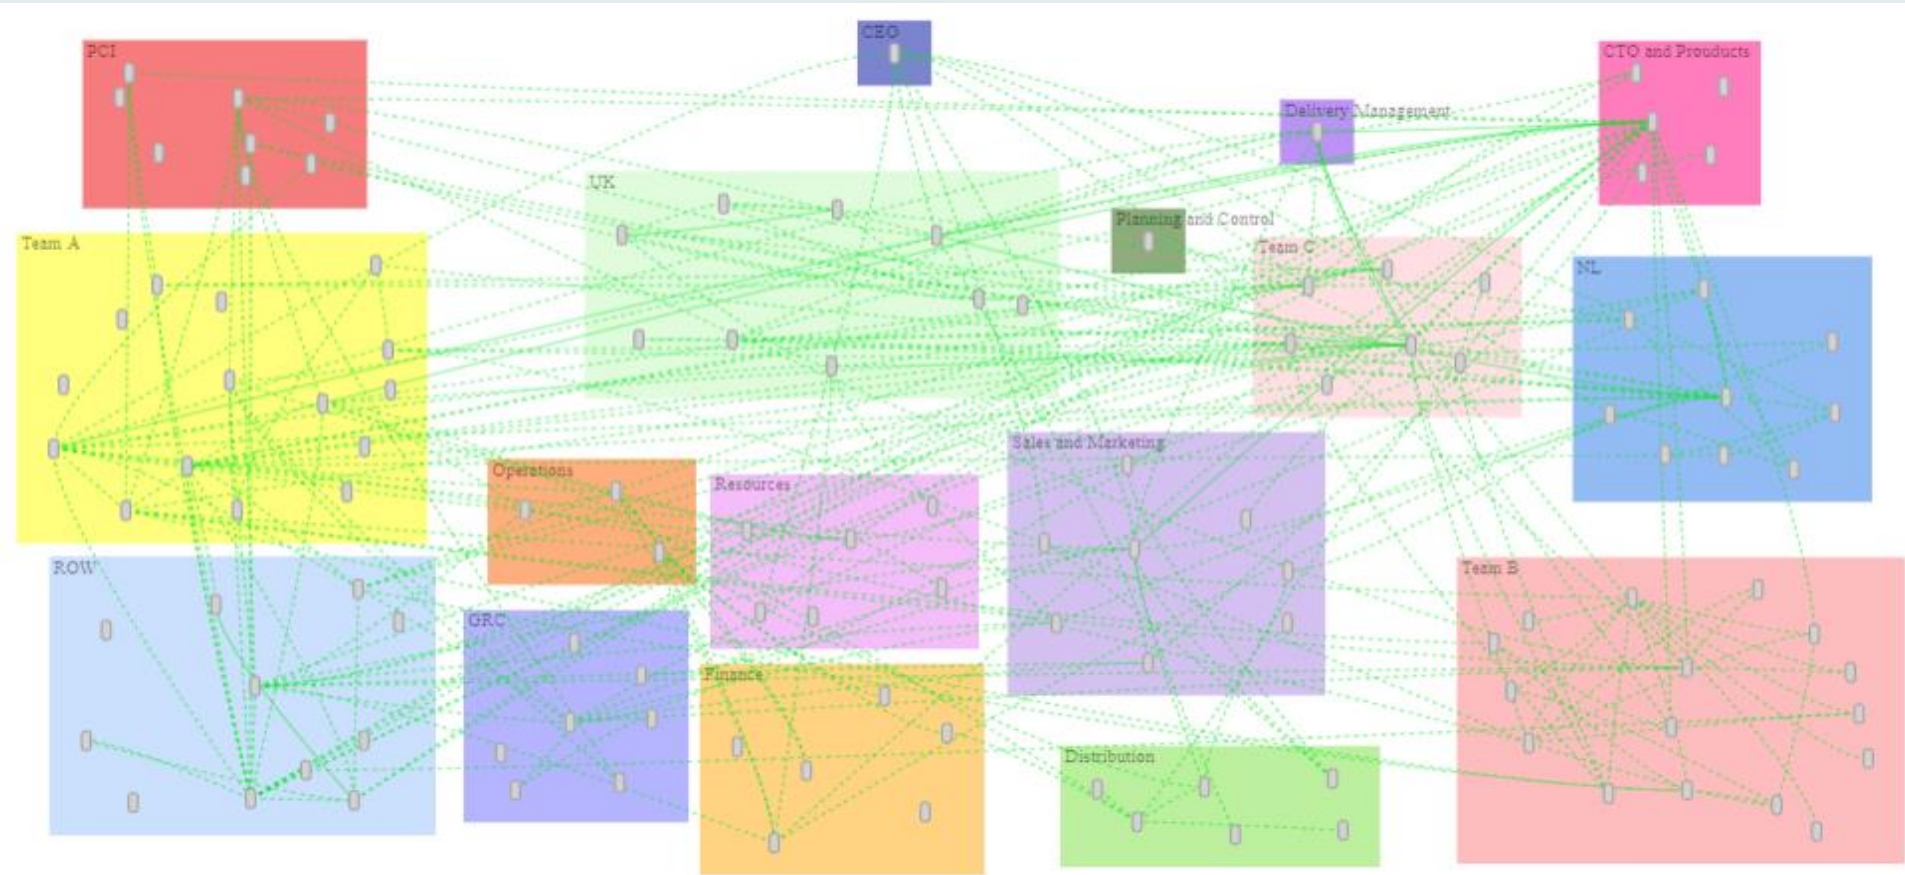 CEO
PCI
CTO and Prouducts
Delivery Management
UK
Planning and Control
Team A
Team C
NL
Sales and Marketing
Operations
Resources
ROW
Team B
GRC
Finance
Distribution